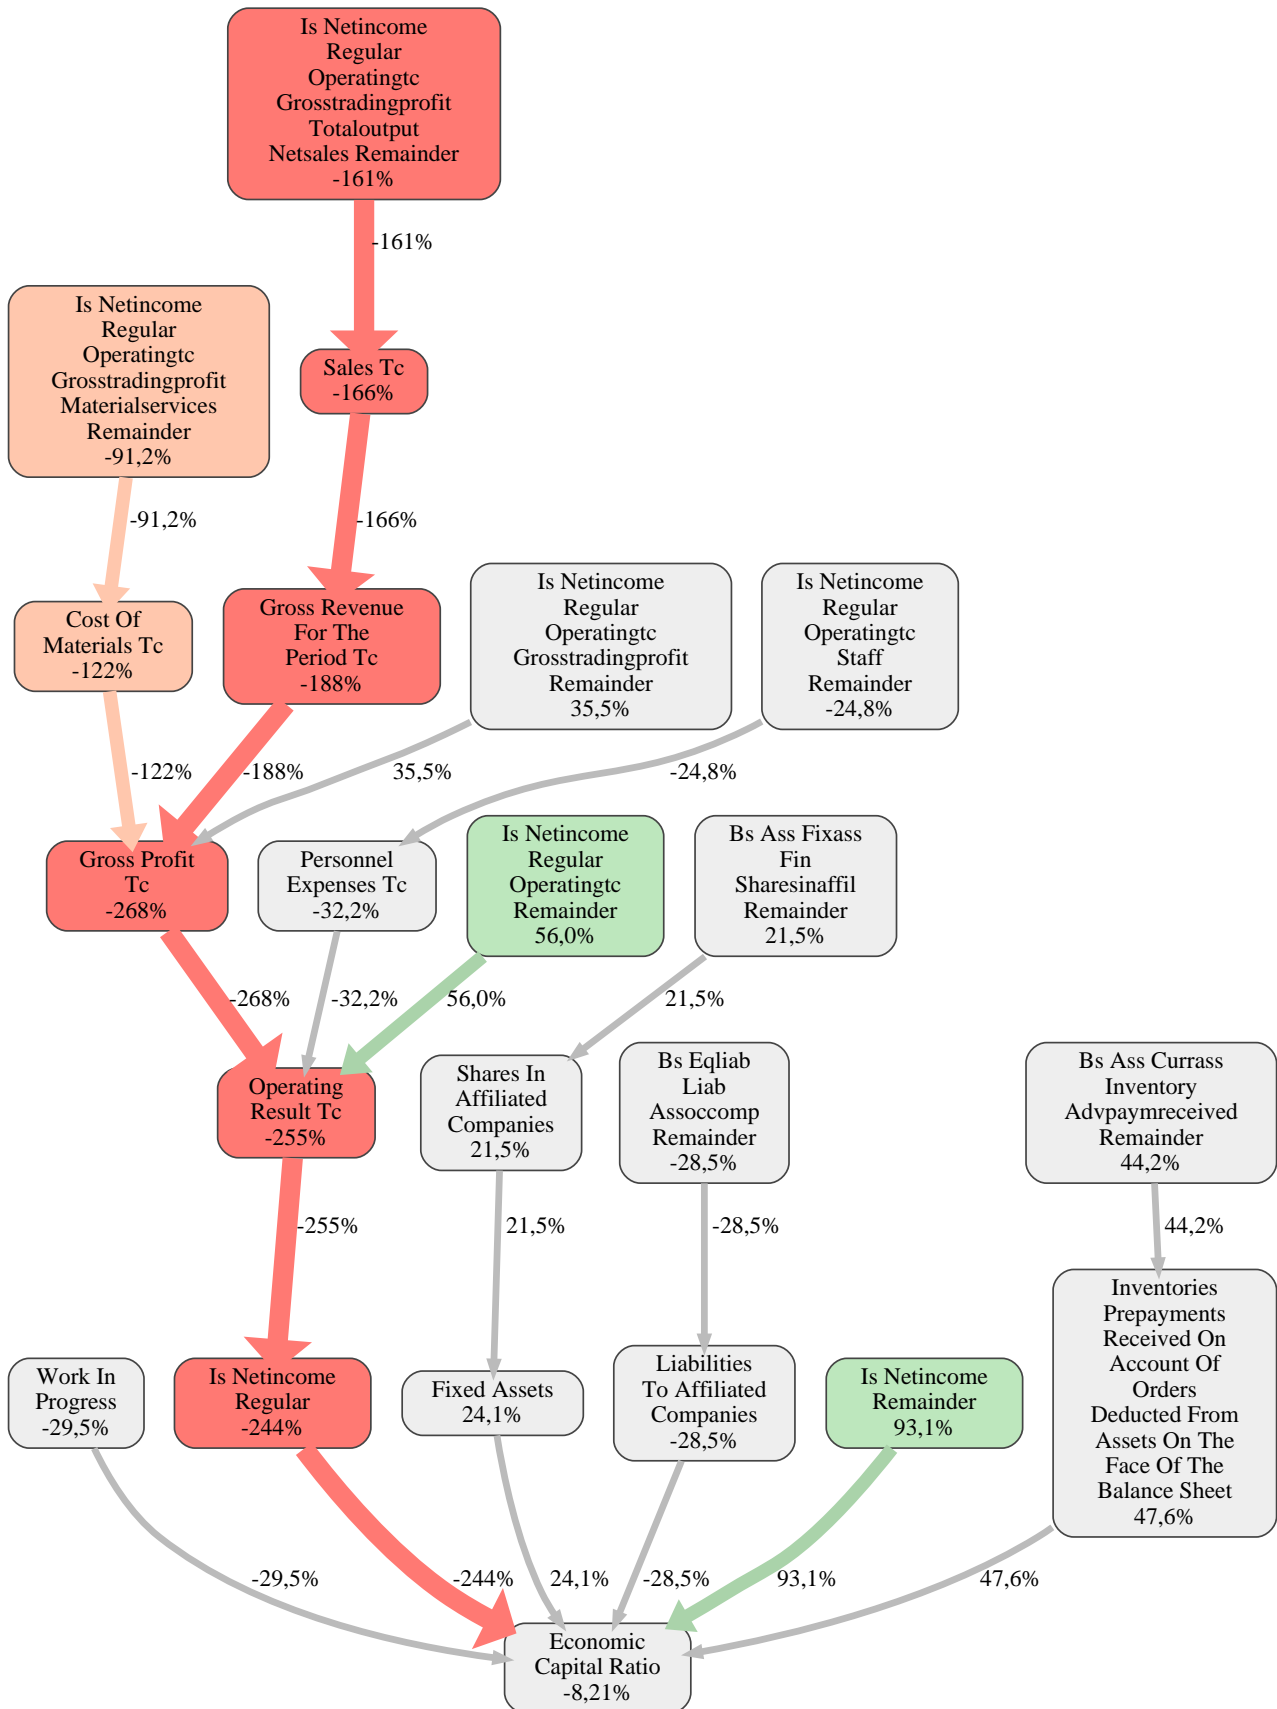 Is Netincome
Regular
Operatingtc
Grosstradingprofit
Totaloutput
Netsales Remainder
-161%
-161%
Is Netincome
Regular
Operatingtc
Grosstradingprofit
Materialservices
Remainder
-91,2%
Sales Tc
-166%
-91,2%
-166%
Is Netincome
Regular
Operatingtc
Grosstradingprofit
Remainder
35,5%
Is Netincome
Regular
Operatingtc
Staff
Remainder
-24,8%
Cost Of
Materials Tc
-122%
Gross Revenue
For The
Period Tc
-188%
-122%
-188%
35,5%
-24,8%
Gross Profit
Tc
-268%
Personnel
Expenses Tc
-32,2%
Is Netincome
Regular
Operatingtc
Remainder
56,0%
Bs Ass Fixass
Fin
Sharesinaffil
Remainder
21,5%
-268%
-32,2%
56,0%
21,5%
Operating
Result Tc
-255%
Shares In
Affiliated
Companies
21,5%
Bs Eqliab
Liab
Assoccomp
Remainder
-28,5%
Bs Ass Currass
Inventory
Advpaymreceived
Remainder
44,2%
-255%
21,5%
-28,5%
44,2%
Work In
Progress
-29,5%
Is Netincome
Regular
-244%
Fixed Assets
24,1%
Liabilities
To Affiliated
Companies
-28,5%
Is Netincome
Remainder
93,1%
Inventories
Prepayments
Received On
Account Of
Orders
Deducted From
Assets On The
Face Of The
Balance Sheet
47,6%
-29,5%
-244%
24,1%
-28,5%
93,1%
47,6%
Economic
Capital Ratio
-8,21%